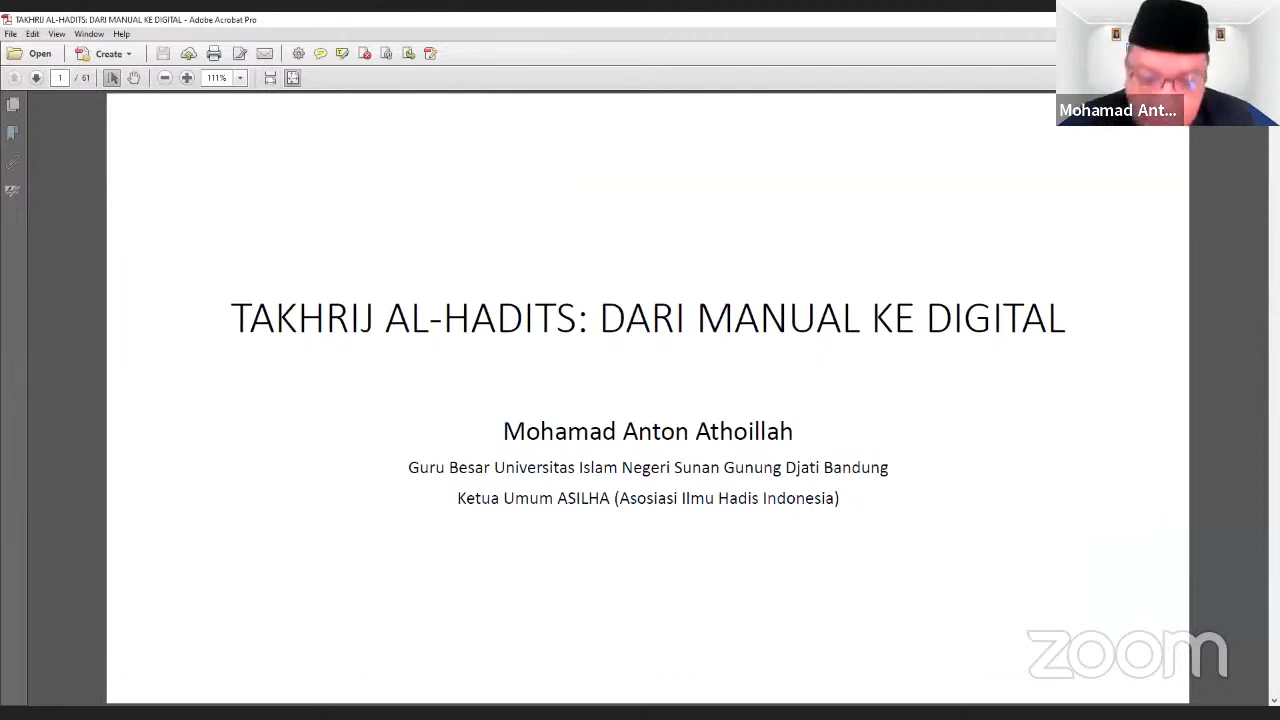 TAKHRIJ AL-HADITS: DARI MANUAL KE DIGITAL - Adobe Acrobat Pro
File Edit View Window Help
Open Create
1 / 61 111%
Mohamad Ant...
TAKHRIJ AL-HADITS: DARI MANUAL KE DIGITAL
Mohamad Anton Athoillah
Guru Besar Universitas Islam Negeri Sunan Gunung Djati Bandung
Ketua Umum ASILHA (Asosiasi Ilmu Hadis Indonesia)
zoom